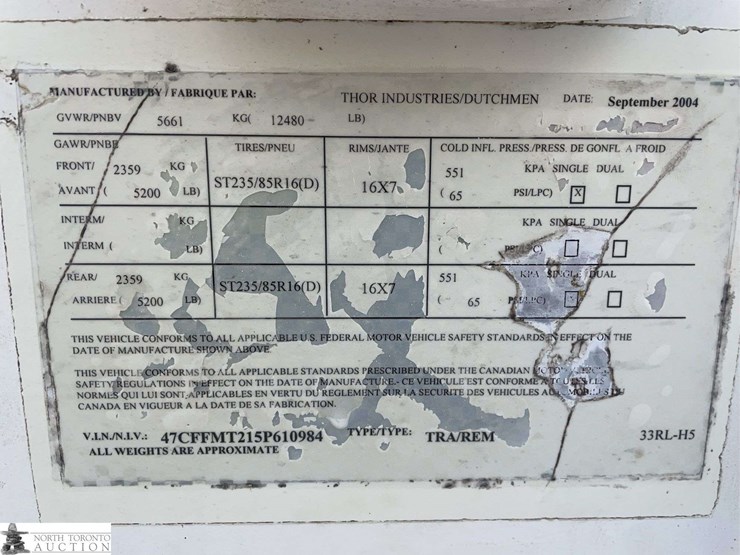 MANUFACTURED BY / FABRIQUE PAR: THOR INDUSTRIES/DUTCHMEN DATE: September 2004
GVWR/PNBV 5661 KG( 12480 LB)
GAWR/PNBE TIRES/PNEU RIMS/JANTE COLD INFL. PRESS/PRESS. DE GONFL A FROID
FRONT/ 2359 KG 551 KPA SINGLE DUAL
AVANT ( 5200 LB) ST235/85R16(D) 16X7 ( 65 PSI/LPC) X
INTERM/ KG KPA SINGLE DUAL
INTERM ( LB) ( PSI/LPC)
REAR/ 2359 KG 551 KPA SINGLE DUAL
ARRIERE ( 5200 LB) ST235/85R16(D) 16X7 ( 65 PSI/LPC)
THIS VEHICLE CONFORMS TO ALL APPLICABLE U.S. FEDERAL MOTOR VEHICLE SAFETY STANDARDS IN EFFECT ON THE
DATE OF MANUFACTURE SHOWN ABOVE
THIS VEHICLE CONFORMS TO ALL APPLICABLE STANDARDS PRESCRIBED UNDER THE CANADIAN
SAFETY REGULATIONS IN EFFECT ON THE DATE OF MANUFACTURE.- CE VEHICULE EST CONFORME A
NORMES QUI LUI SONT APPLICABLES EN VERTU DU REGLEMENT SUR LA SECURITE DES VEHICULES
CANADA EN VIGUEUR A LA DATE DE SA FABRICATION.
V.I.N./N.I.V.: 47CFFMT215P610984 TYPE/TYPE: TRA/REM 33RL-H5
ALL WEIGHTS ARE APPROXIMATE
NORTH TORONTO
AUCTION